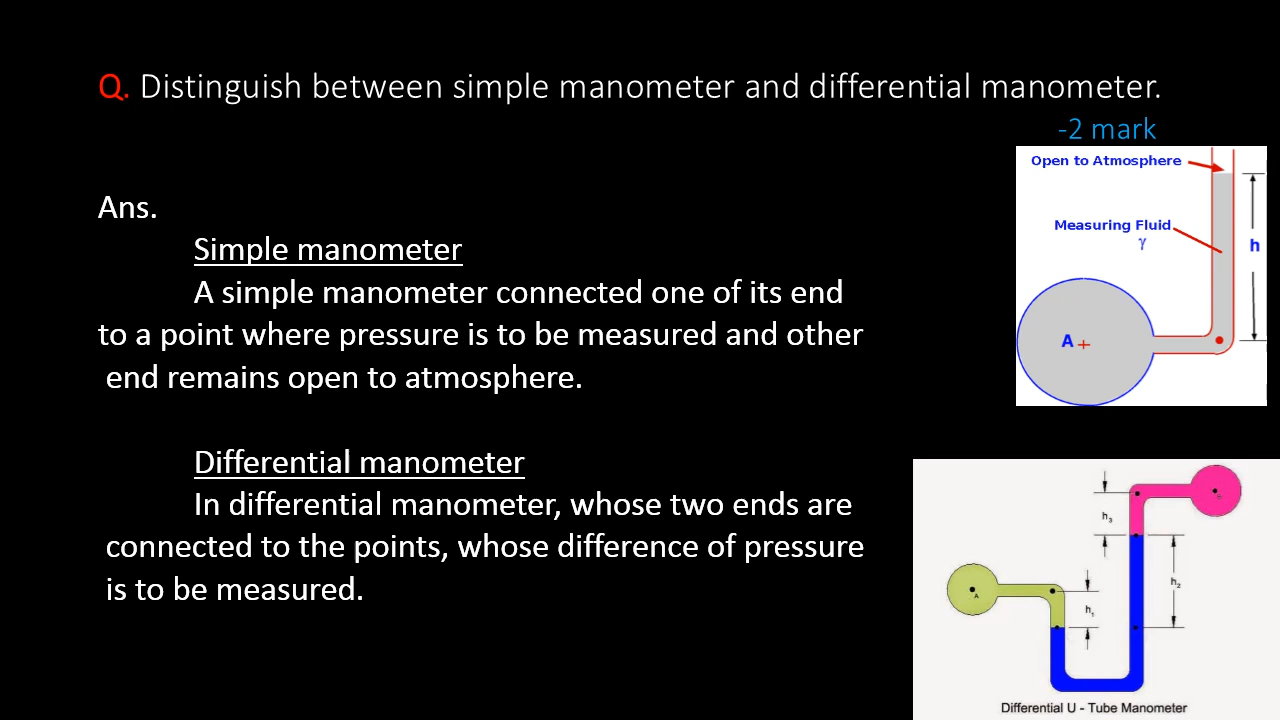 Q. Distinguish between simple manometer and differential manometer.
-2 mark
Ans.
Simple manometer
A simple manometer connected one of its end
to a point where pressure is to be measured and other
end remains open to atmosphere.
Differential manometer
In differential manometer, whose two ends are
connected to the points, whose difference of pressure
is to be measured.
Open to Atmosphere
Measuring Fluid
γ
h
A
h₃
h₂
A
h₁
Differential U - Tube Manometer